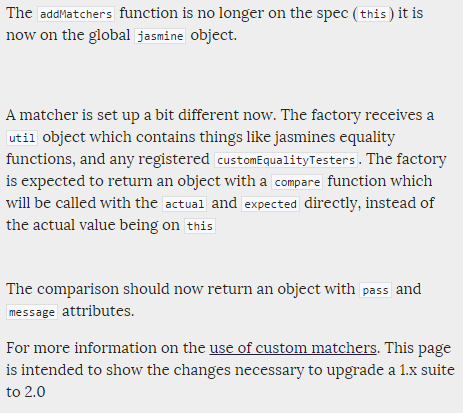 The addMatchers function is no longer on the spec ( this ) it is
now on the global jasmine object.
A matcher is set up a bit different now. The factory receives a
util object which contains things like jasmines equality
functions, and any registered customEqualityTesters . The factory
is expected to return an object with a compare function which
will be called with the actual and expected directly, instead of
the actual value being on this
The comparison should now return an object with pass and
message attributes.
For more information on the use of custom matchers. This page
is intended to show the changes necessary to upgrade a 1.x suite
to 2.0